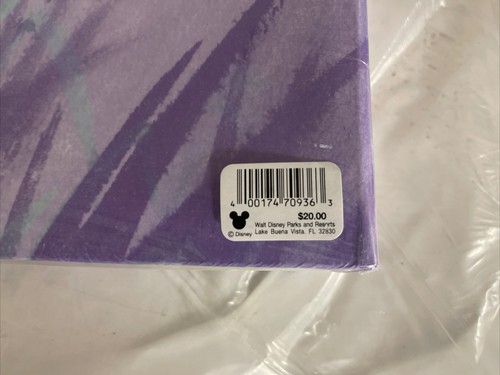 4 00174 70936 3
$20.00
Walt Disney Parks and Resorts
© Disney Lake Buena Vista, FL 32830